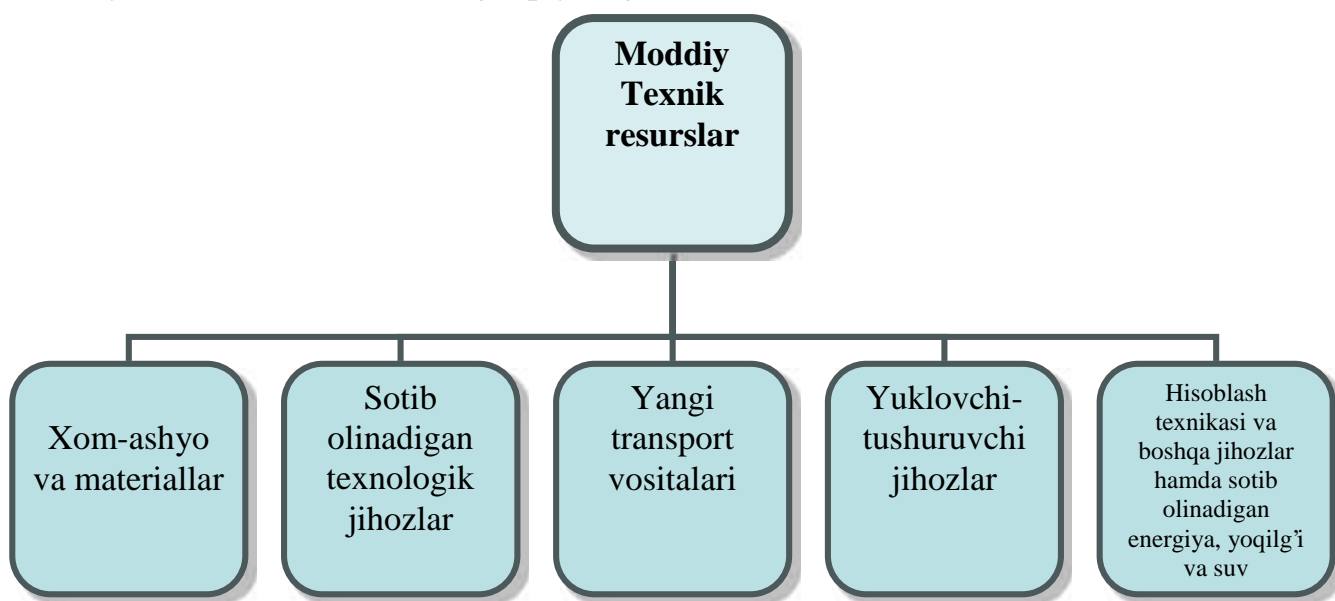 Moddiy
Texnik
resurslar
Xom-ashyo
va materiallar
Sotib
olinadigan
texnologik
jihozlar
Yangi
transport
vositalari
Yuklovchi-
tushuruvchi
jihozlar
Hisoblash
texnikasi va
boshqa jihozlar
hamda sotib
olinadigan
energiya, yoqilg’i
va suv